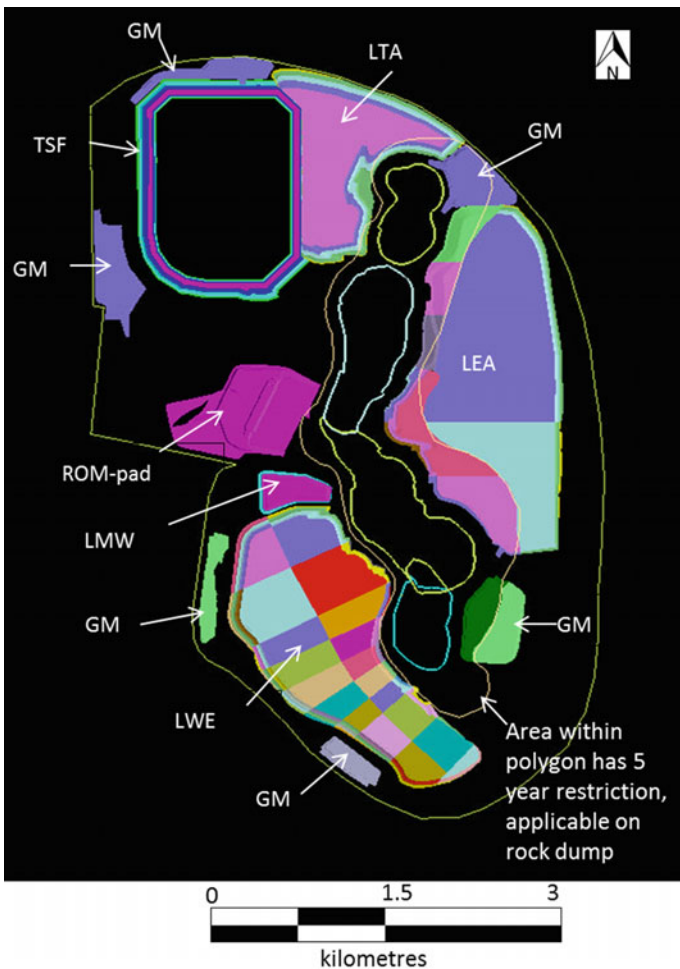 GM
LTA
N
TSF
GM
GM
LEA
ROM-pad
LMW
GM
GM
LWE
GM
Area within
polygon has 5
year restriction,
applicable on
rock dump
0 1.5 3
kilometres